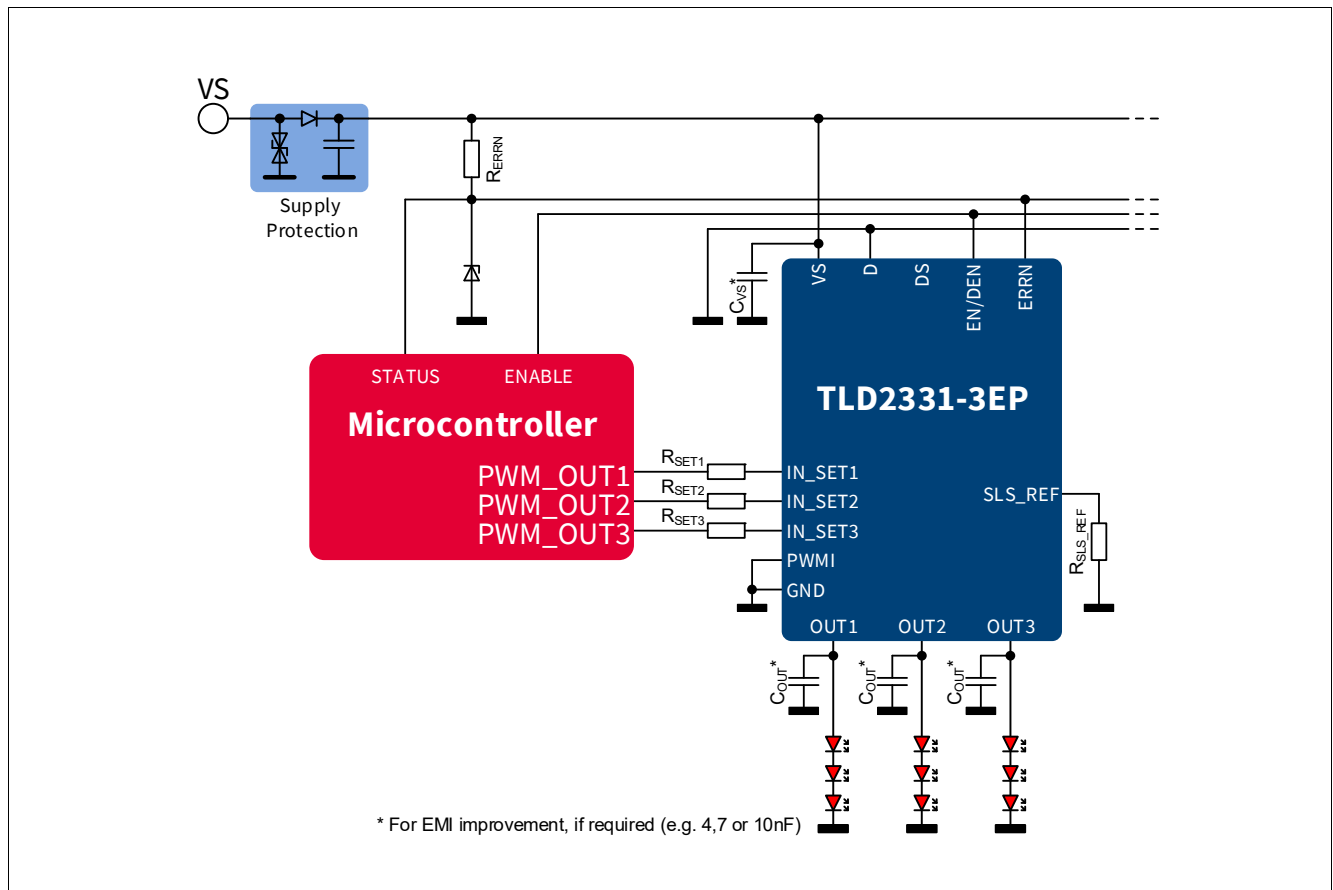 VS
Supply
Protection
RERRN
CVS*
VS
D
DS
EN/DEN
ERRN
STATUS
ENABLE
Microcontroller
TLD2331-3EP
PWM_OUT1
PWM_OUT2
PWM_OUT3
RSET1
RSET2
RSET3
IN_SET1
IN_SET2
IN_SET3
PWMI
GND
SLS_REF
RSLS_REF
OUT1
OUT2
OUT3
COUT*
COUT*
COUT*
* For EMI improvement, if required (e.g. 4,7 or 10nF)